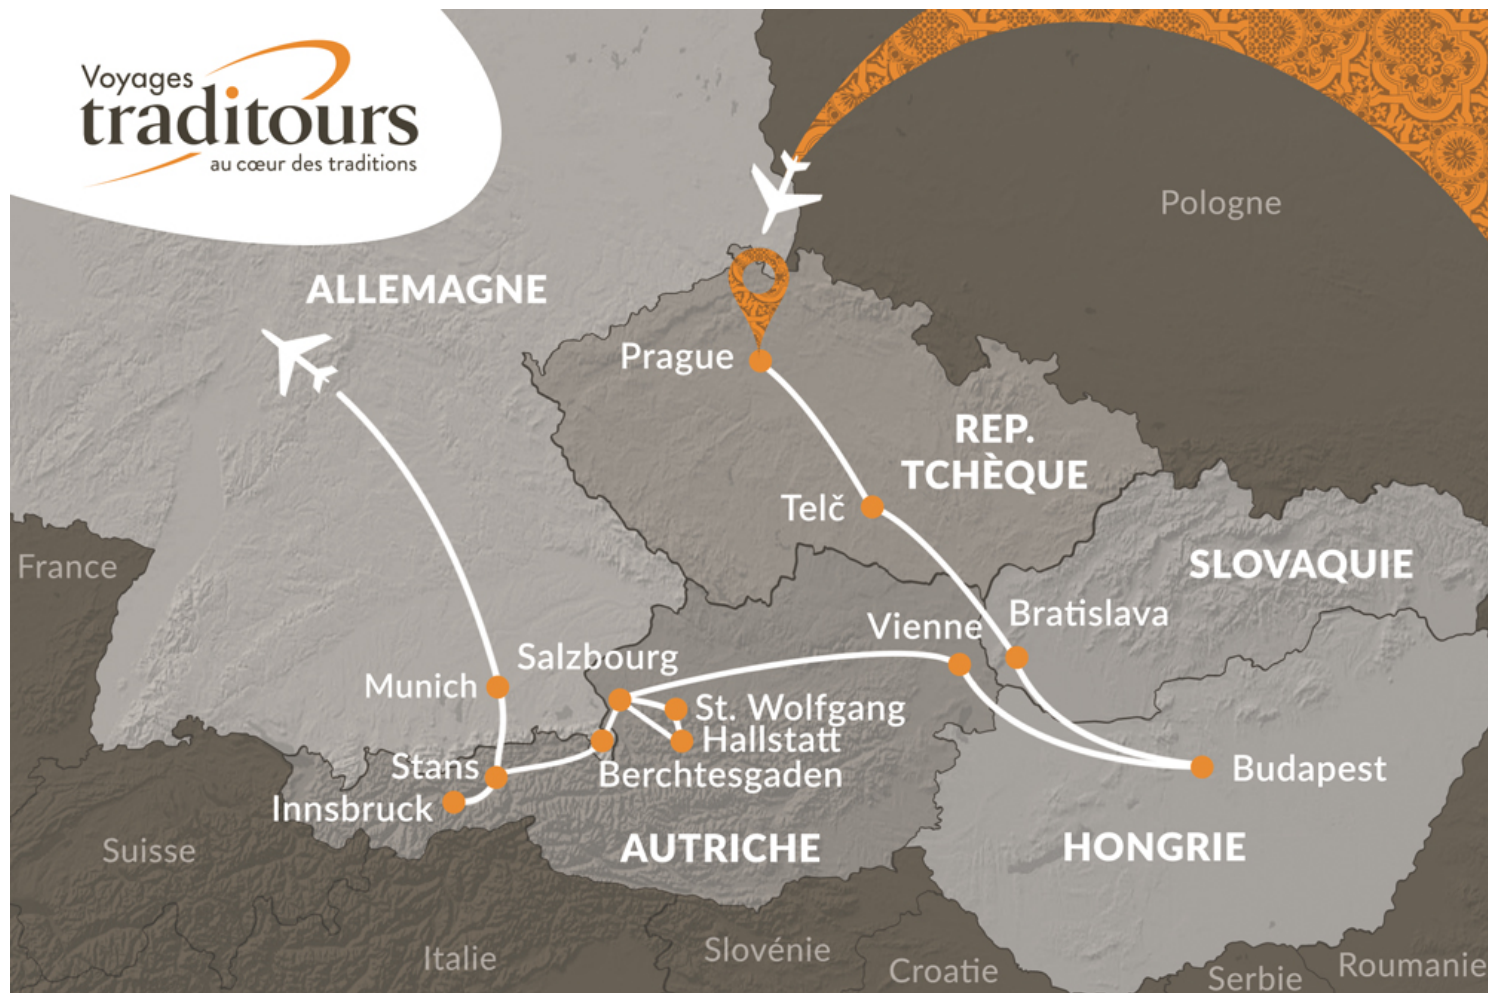 Voyages
traditours
au cœur des traditions
Pologne
ALLEMAGNE
Prague
REP.
TCHÈQUE
Telč
France
SLOVAQUIE
Vienne
Bratislava
Salzbourg
Munich
St. Wolfgang
Hallstatt
Stans
Berchtesgaden
Budapest
Innsbruck
Suisse
AUTRICHE
HONGRIE
Italie
Slovénie
Croatie
Serbie
Roumanie